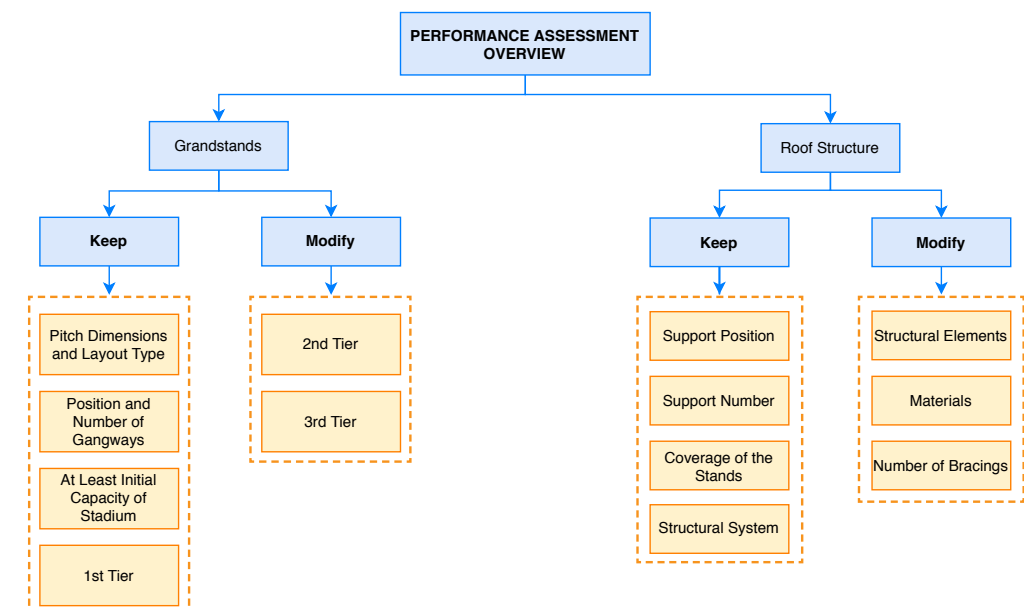 PERFORMANCE ASSESSMENT
OVERVIEW
Grandstands
Roof Structure
Keep
Modify
Keep
Modify
Pitch Dimensions
and Layout Type
Position and
Number of
Gangways
At Least Initial
Capacity of
Stadium
1st Tier
2nd Tier
3rd Tier
Support Position
Support Number
Coverage of the
Stands
Structural System
Structural Elements
Materials
Number of Bracings